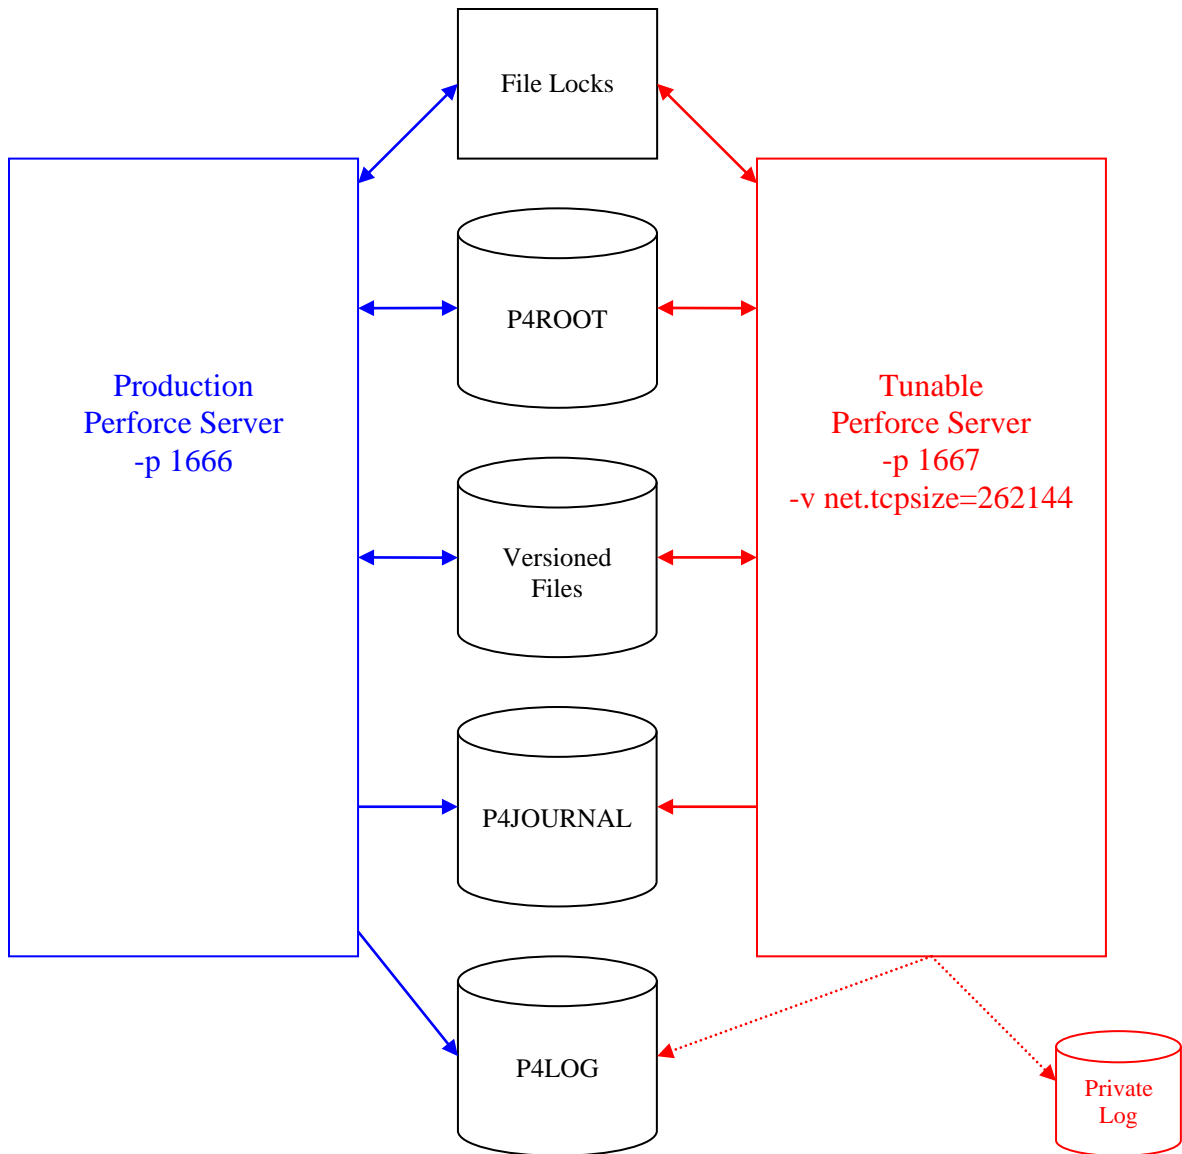 File Locks
P4ROOT
Production
Perforce Server
-p 1666
Tunable
Perforce Server
-p 1667
-v net.tcpsize=262144
Versioned
Files
P4JOURNAL
P4LOG
Private
Log